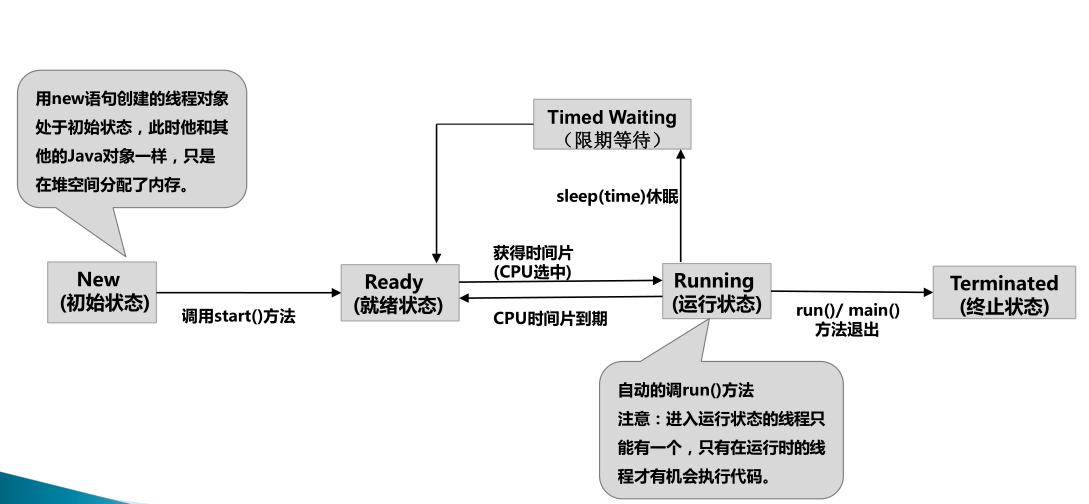 用new语句创建的线程对象
处于初始状态，此时他和其
他的Java对象一样，只是
在堆空间分配了内存。
Timed Waiting
（限期等待）
sleep(time)休眠
New
(初始状态)
调用start()方法
Ready
(就绪状态)
获得时间片
(CPU选中)
CPU时间片到期
Running
(运行状态)
run()/ main()
方法退出
Terminated
(终止状态)
自动的调run()方法
注意：进入运行状态的线程只
能有一个，只有在运行时的线
程才有机会执行代码。